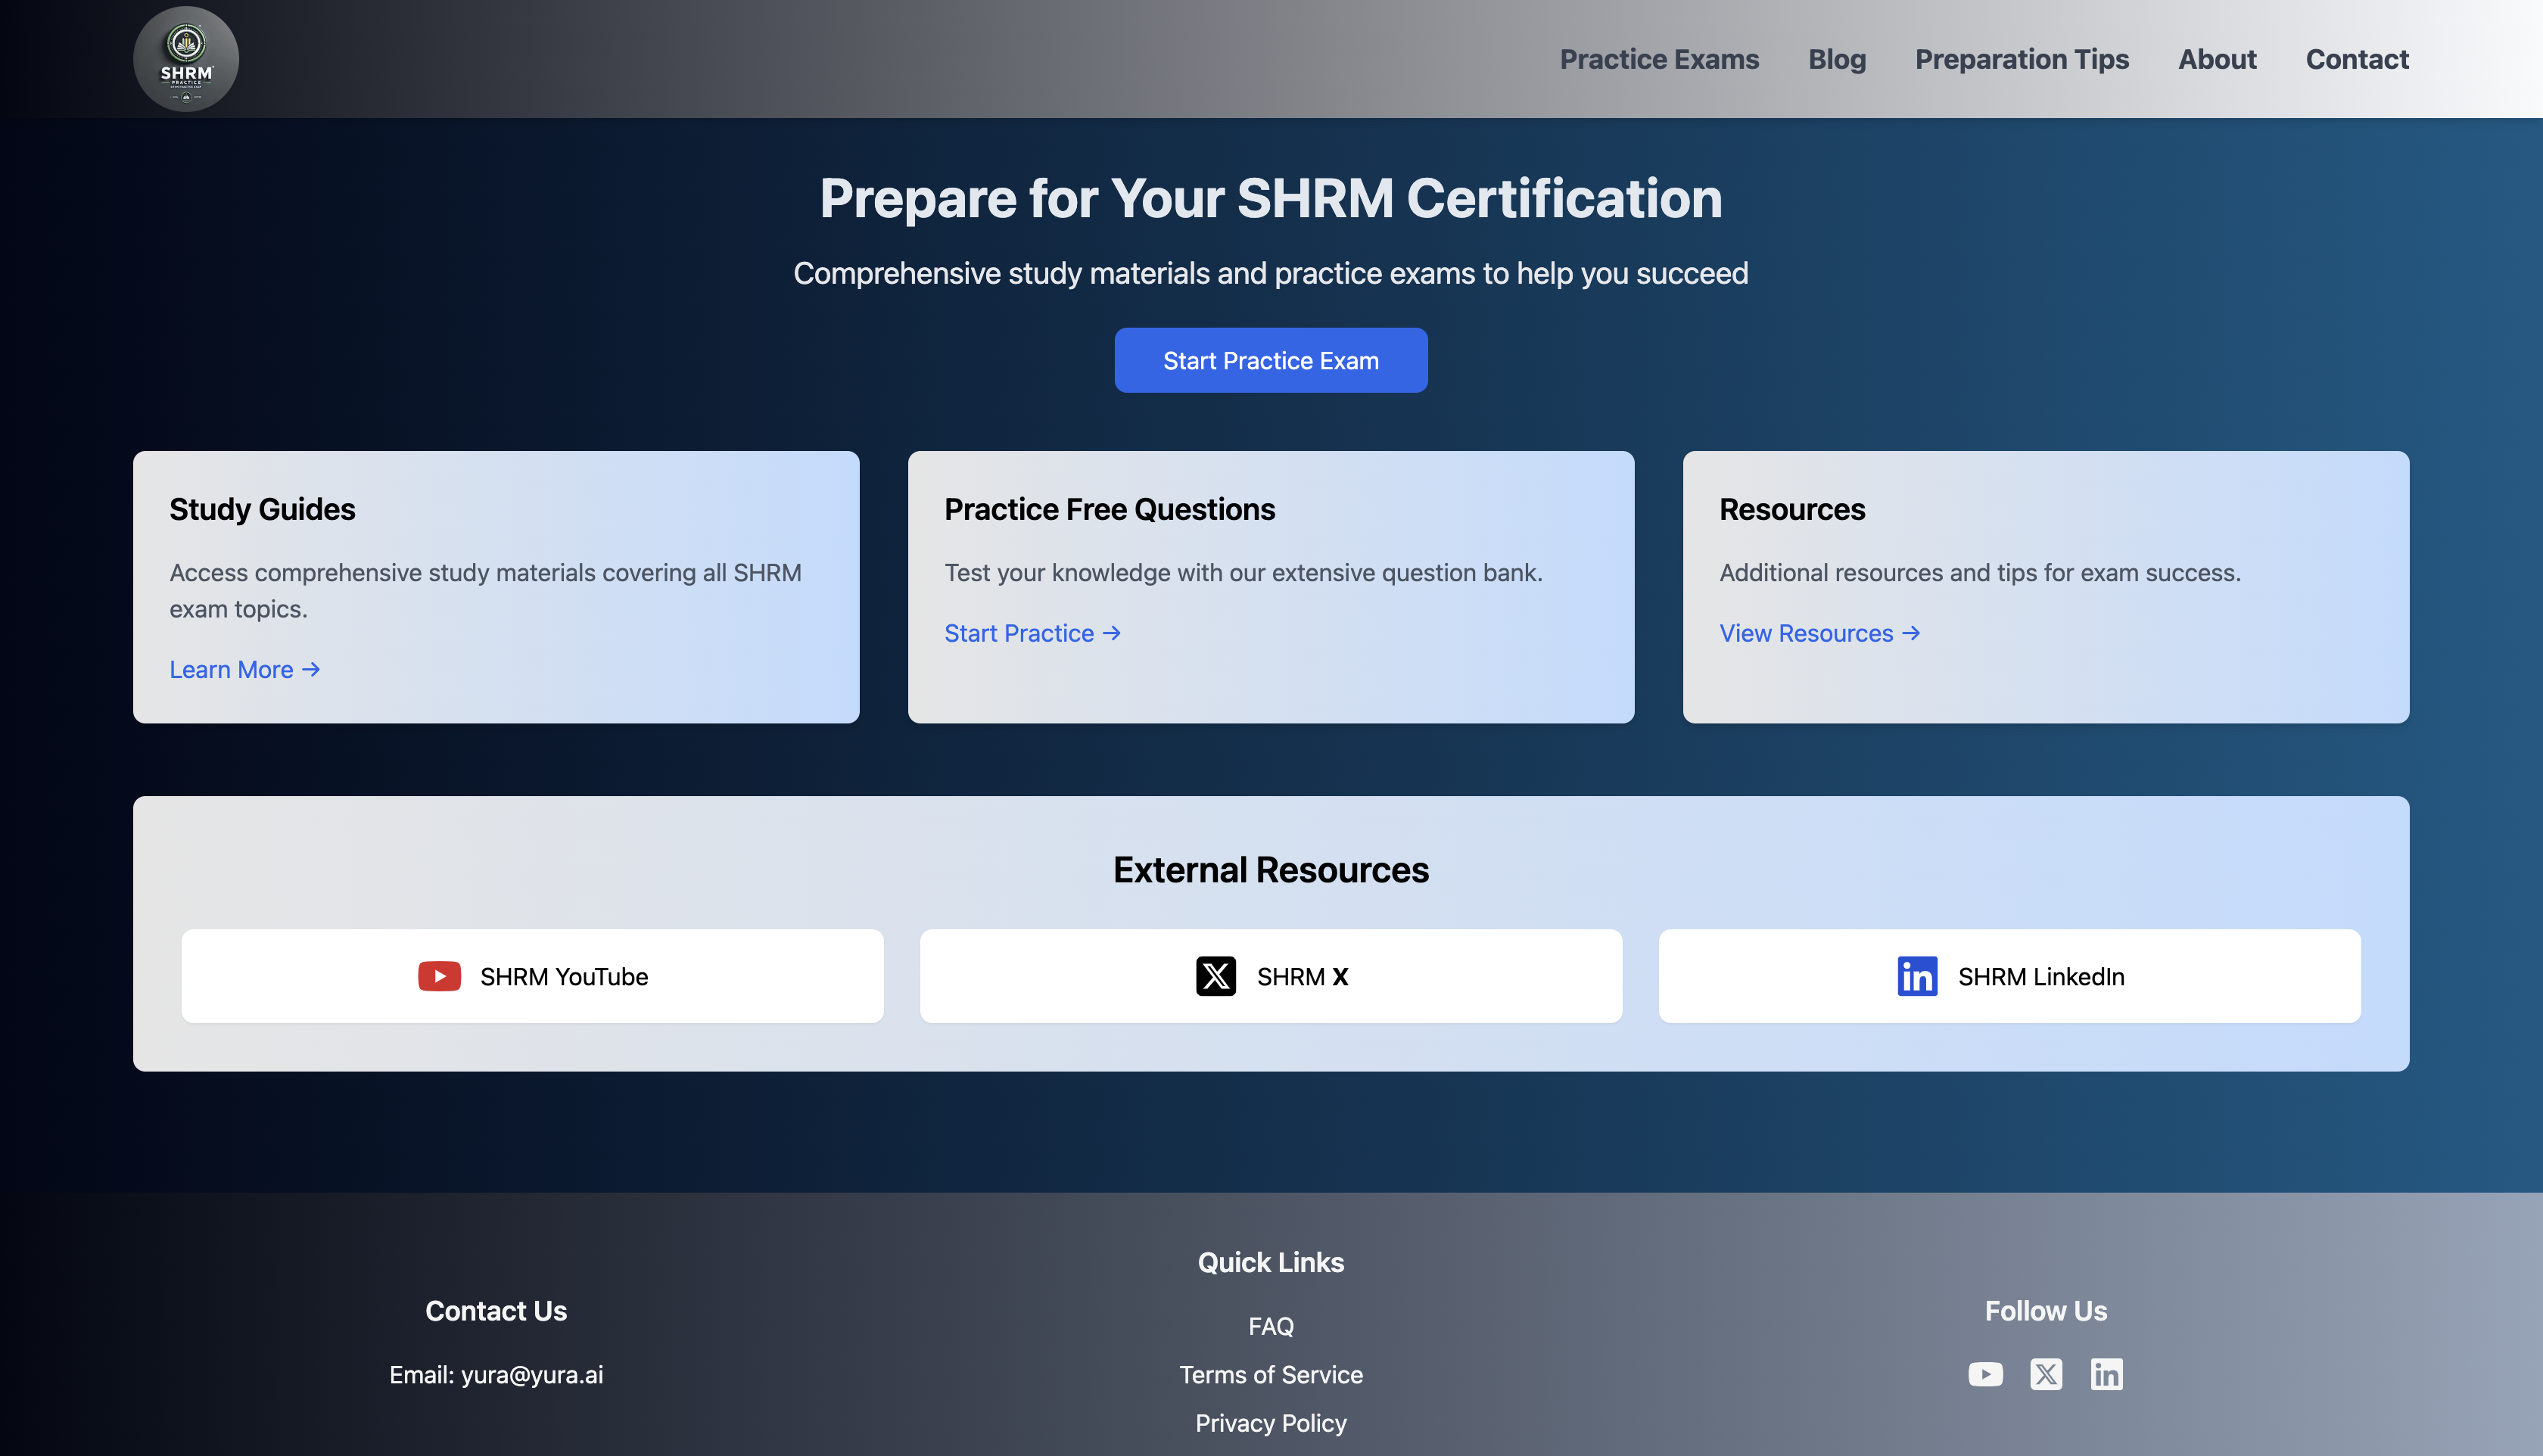 SHRM
PRACTICE
Practice Exams
Blog
Preparation Tips
About
Contact
Prepare for Your SHRM Certification
Comprehensive study materials and practice exams to help you succeed
Start Practice Exam
Study Guides
Access comprehensive study materials covering all SHRM
exam topics.
Learn More →
Practice Free Questions
Test your knowledge with our extensive question bank.
Start Practice →
Resources
Additional resources and tips for exam success.
View Resources →
External Resources
SHRM YouTube
SHRM X
SHRM LinkedIn
Contact Us
Email: yura@yura.ai
Quick Links
FAQ
Terms of Service
Privacy Policy
Follow Us